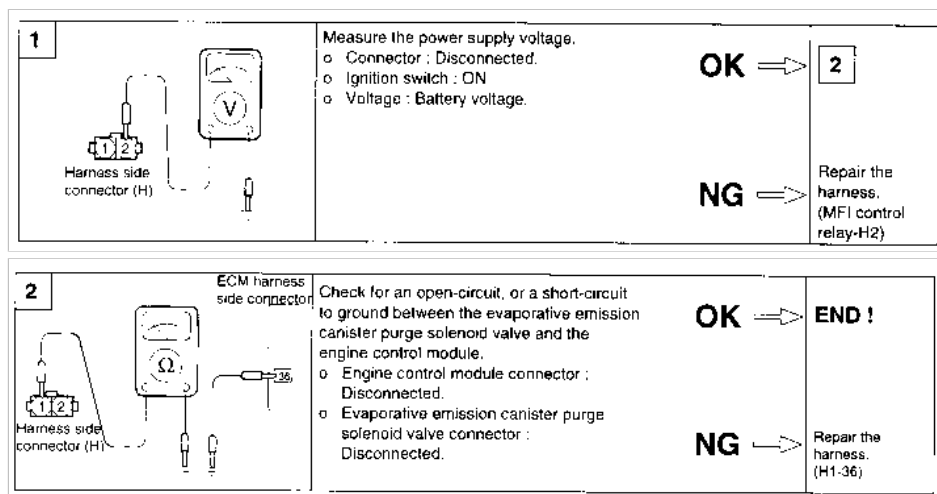 1
Measure the power supply voltage.
o Connector : Disconnected.
o Ignition switch : ON
o Voltage : Battery voltage.
V
1 2
Harness side
connector (H)
OK
2
NG
Repair the
harness.
(MFI control
relay-H2)
2
ECM harness
side connector
Check for an open-circuit, or a short-circuit
to ground between the evaporative emission
canister purge solenoid valve and the
engine control module.
o Engine control module connector :
Disconnected.
o Evaporative emission canister purge
solenoid valve connector :
Disconnected.
Ω
36
1 2
Harness side
connector (H)
OK
END !
NG
Repair the
harness.
(H1-36)